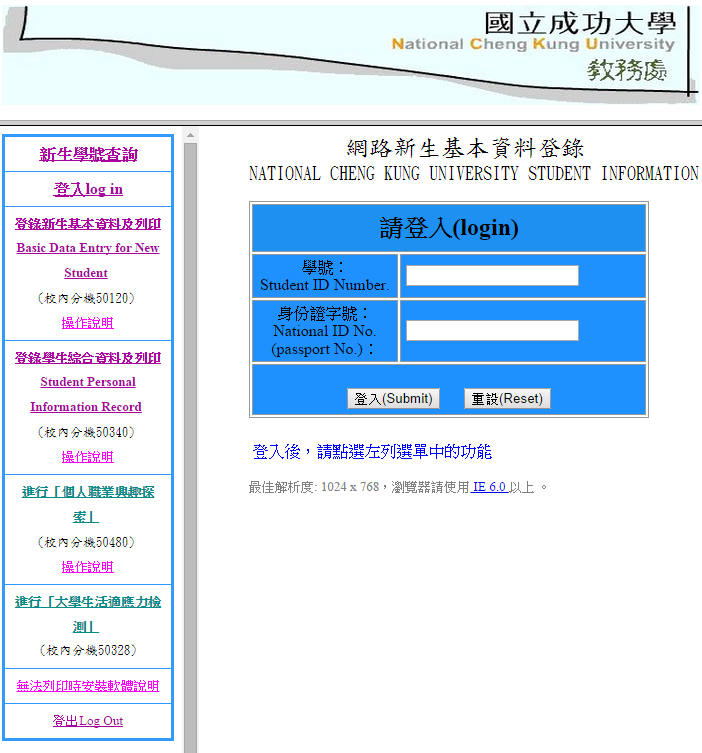 國立成功大學
National Cheng Kung University
教務處
新生學號查詢
登入log in
登錄新生基本資料及列印
Basic Data Entry for New
Student
（校內分機50120）
操作說明
登錄學生綜合資料及列印
Student Personal
Information Record
（校內分機50340）
操作說明
進行「個人職業興趣探
索」
（校內分機50480）
操作說明
進行「大學生活適應力檢
測」
（校內分機50328）
無法列印時安裝軟體說明
登出Log Out
網路新生基本資料登錄
NATIONAL CHENG KUNG UNIVERSITY STUDENT INFORMATION
請登入(login)
學號：
Student ID Number.
身份證字號：
National ID No.
(passport No.)：
登入(Submit)
重設(Reset)
登入後，請點選左列選單中的功能
最佳解析度: 1024 x 768，瀏覽器請使用 IE 6.0 以上 。